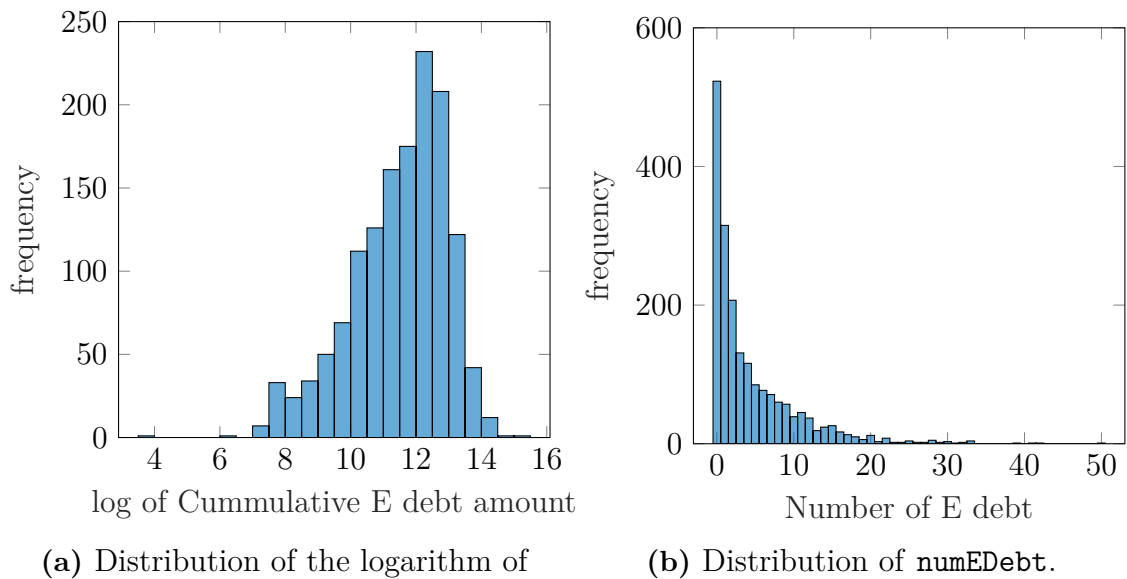 250
200
150
100
50
0
frequency
4 6 8 10 12 14 16
log of Cummulative E debt amount
(a) Distribution of the logarithm of
600
400
200
0
frequency
0 10 20 30 40 50
Number of E debt
(b) Distribution of numEDebt.